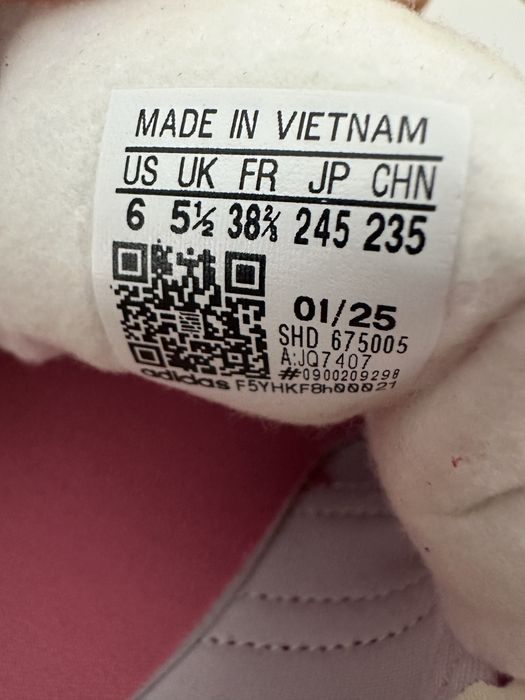 MADE IN VIETNAM
US UK FR JP CHN
6 5½ 38⅔ 245 235
01/25
SHD 675005
A:JQ7407
#0900209298
adidas F5YHKF8h00021